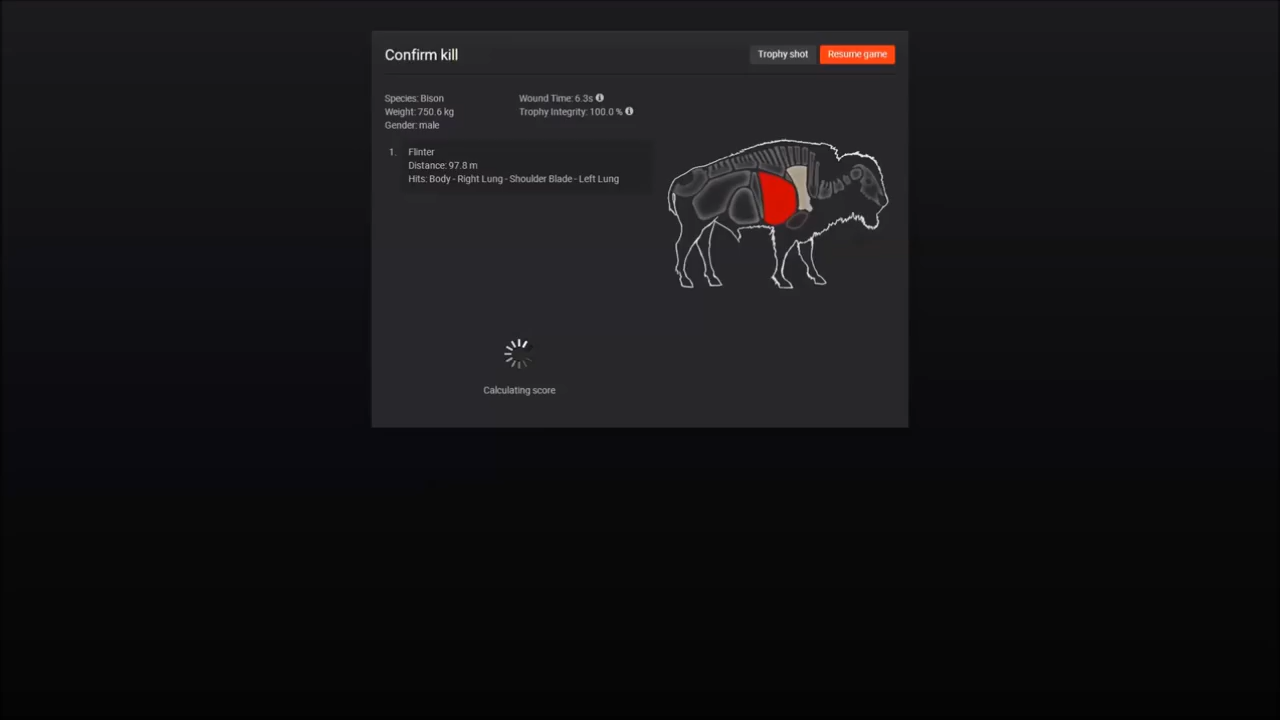 Confirm kill
Trophy shot
Resume game
Species: Bison
Weight: 750.6 kg
Gender: male
Wound Time: 6.3s
Trophy Integrity: 100.0 %
1.
Flinter
Distance: 97.8 m
Hits: Body - Right Lung - Shoulder Blade - Left Lung
Calculating score